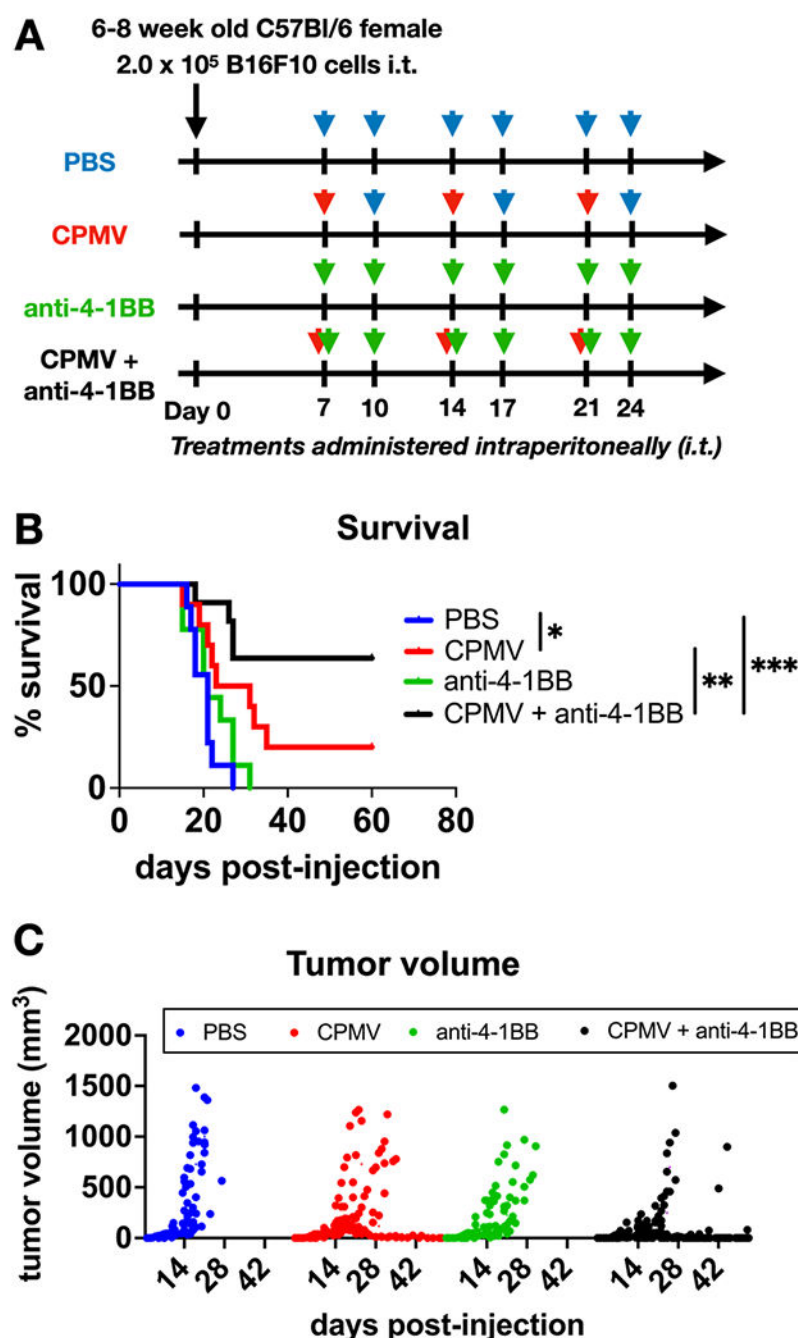 A
6-8 week old C57Bl/6 female
2.0 x 10⁵ B16F10 cells i.t.
PBS
CPMV
anti-4-1BB
CPMV +
anti-4-1BB
Day 0 7 10 14 17 21 24
Treatments administered intraperitoneally (i.t.)
B
Survival
% survival
100
50
0
0 20 40 60 80
days post-injection
PBS
CPMV
anti-4-1BB
CPMV + anti-4-1BB
*
**
***
C
Tumor volume
PBS CPMV anti-4-1BB CPMV + anti-4-1BB
tumor volume (mm³)
2000
1500
1000
500
0
14 28 42 14 28 42 14 28 42 14 28 42
days post-injection